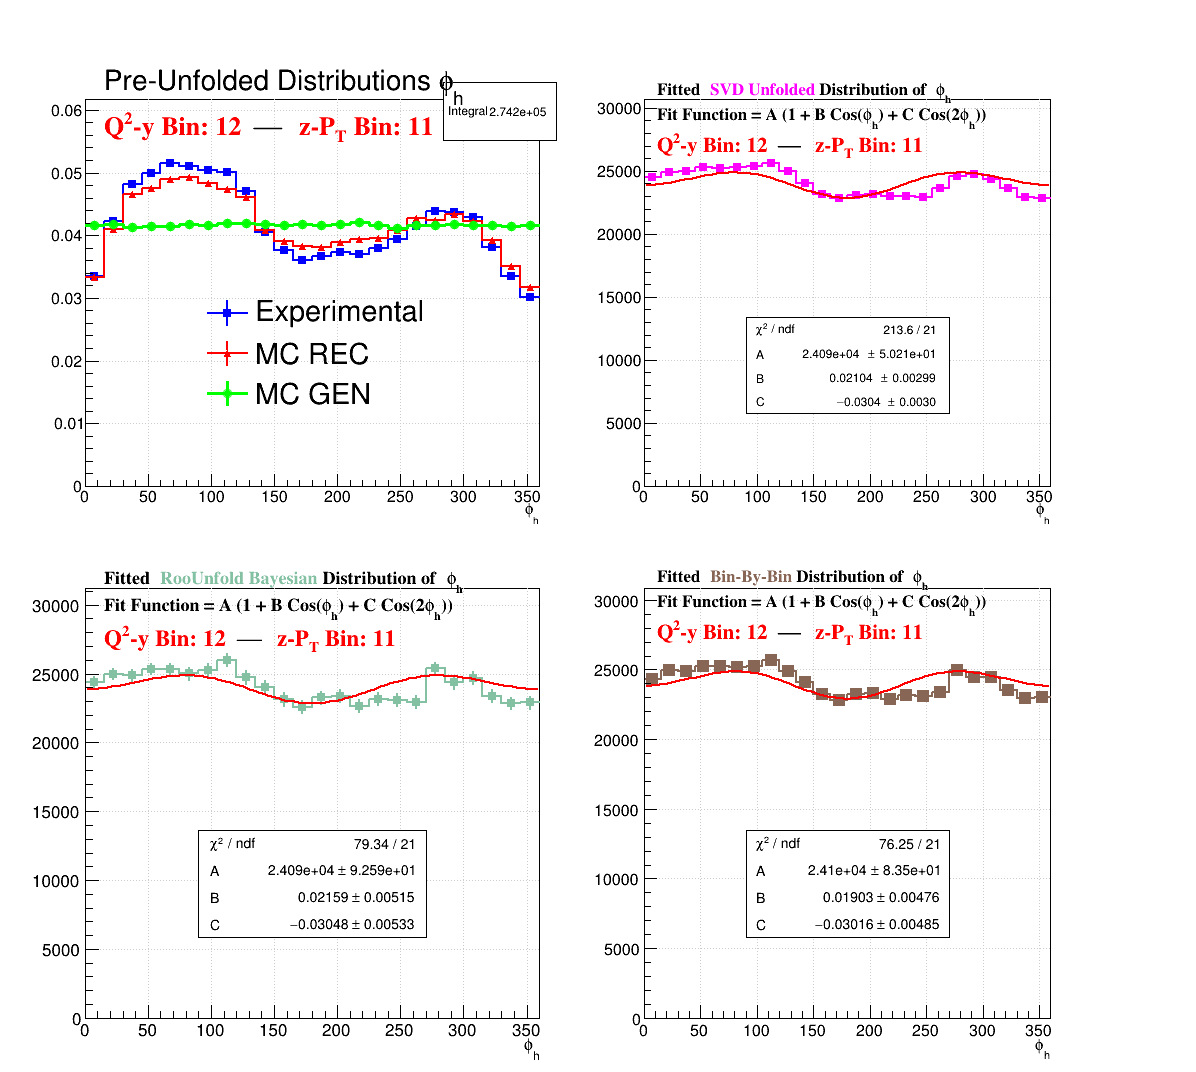 Pre-Unfolded Distributions ϕh
Integral 2.742e+05
Q²-y Bin: 12 — z-PT Bin: 11
0.06
0.05
0.04
0.03
0.02
0.01
0
Experimental
MC REC
MC GEN
0 50 100 150 200 250 300 350
ϕh
Fitted SVD Unfolded Distribution of ϕh
Fit Function = A (1 + B Cos(ϕh) + C Cos(2ϕh))
Q²-y Bin: 12 — z-PT Bin: 11
30000
25000
20000
15000
10000
5000
0
χ² / ndf 213.6 / 21
A 2.409e+04 ± 5.021e+01
B 0.02104 ± 0.00299
C −0.0304 ± 0.0030
0 50 100 150 200 250 300 350
ϕh
Fitted RooUnfold Bayesian Distribution of ϕh
Fit Function = A (1 + B Cos(ϕh) + C Cos(2ϕh))
Q²-y Bin: 12 — z-PT Bin: 11
30000
25000
20000
15000
10000
5000
0
χ² / ndf 79.34 / 21
A 2.409e+04 ± 9.259e+01
B 0.02159 ± 0.00515
C −0.03048 ± 0.00533
0 50 100 150 200 250 300 350
ϕh
Fitted Bin-By-Bin Distribution of ϕh
Fit Function = A (1 + B Cos(ϕh) + C Cos(2ϕh))
Q²-y Bin: 12 — z-PT Bin: 11
30000
25000
20000
15000
10000
5000
0
χ² / ndf 76.25 / 21
A 2.41e+04 ± 8.35e+01
B 0.01903 ± 0.00476
C −0.03016 ± 0.00485
0 50 100 150 200 250 300 350
ϕh